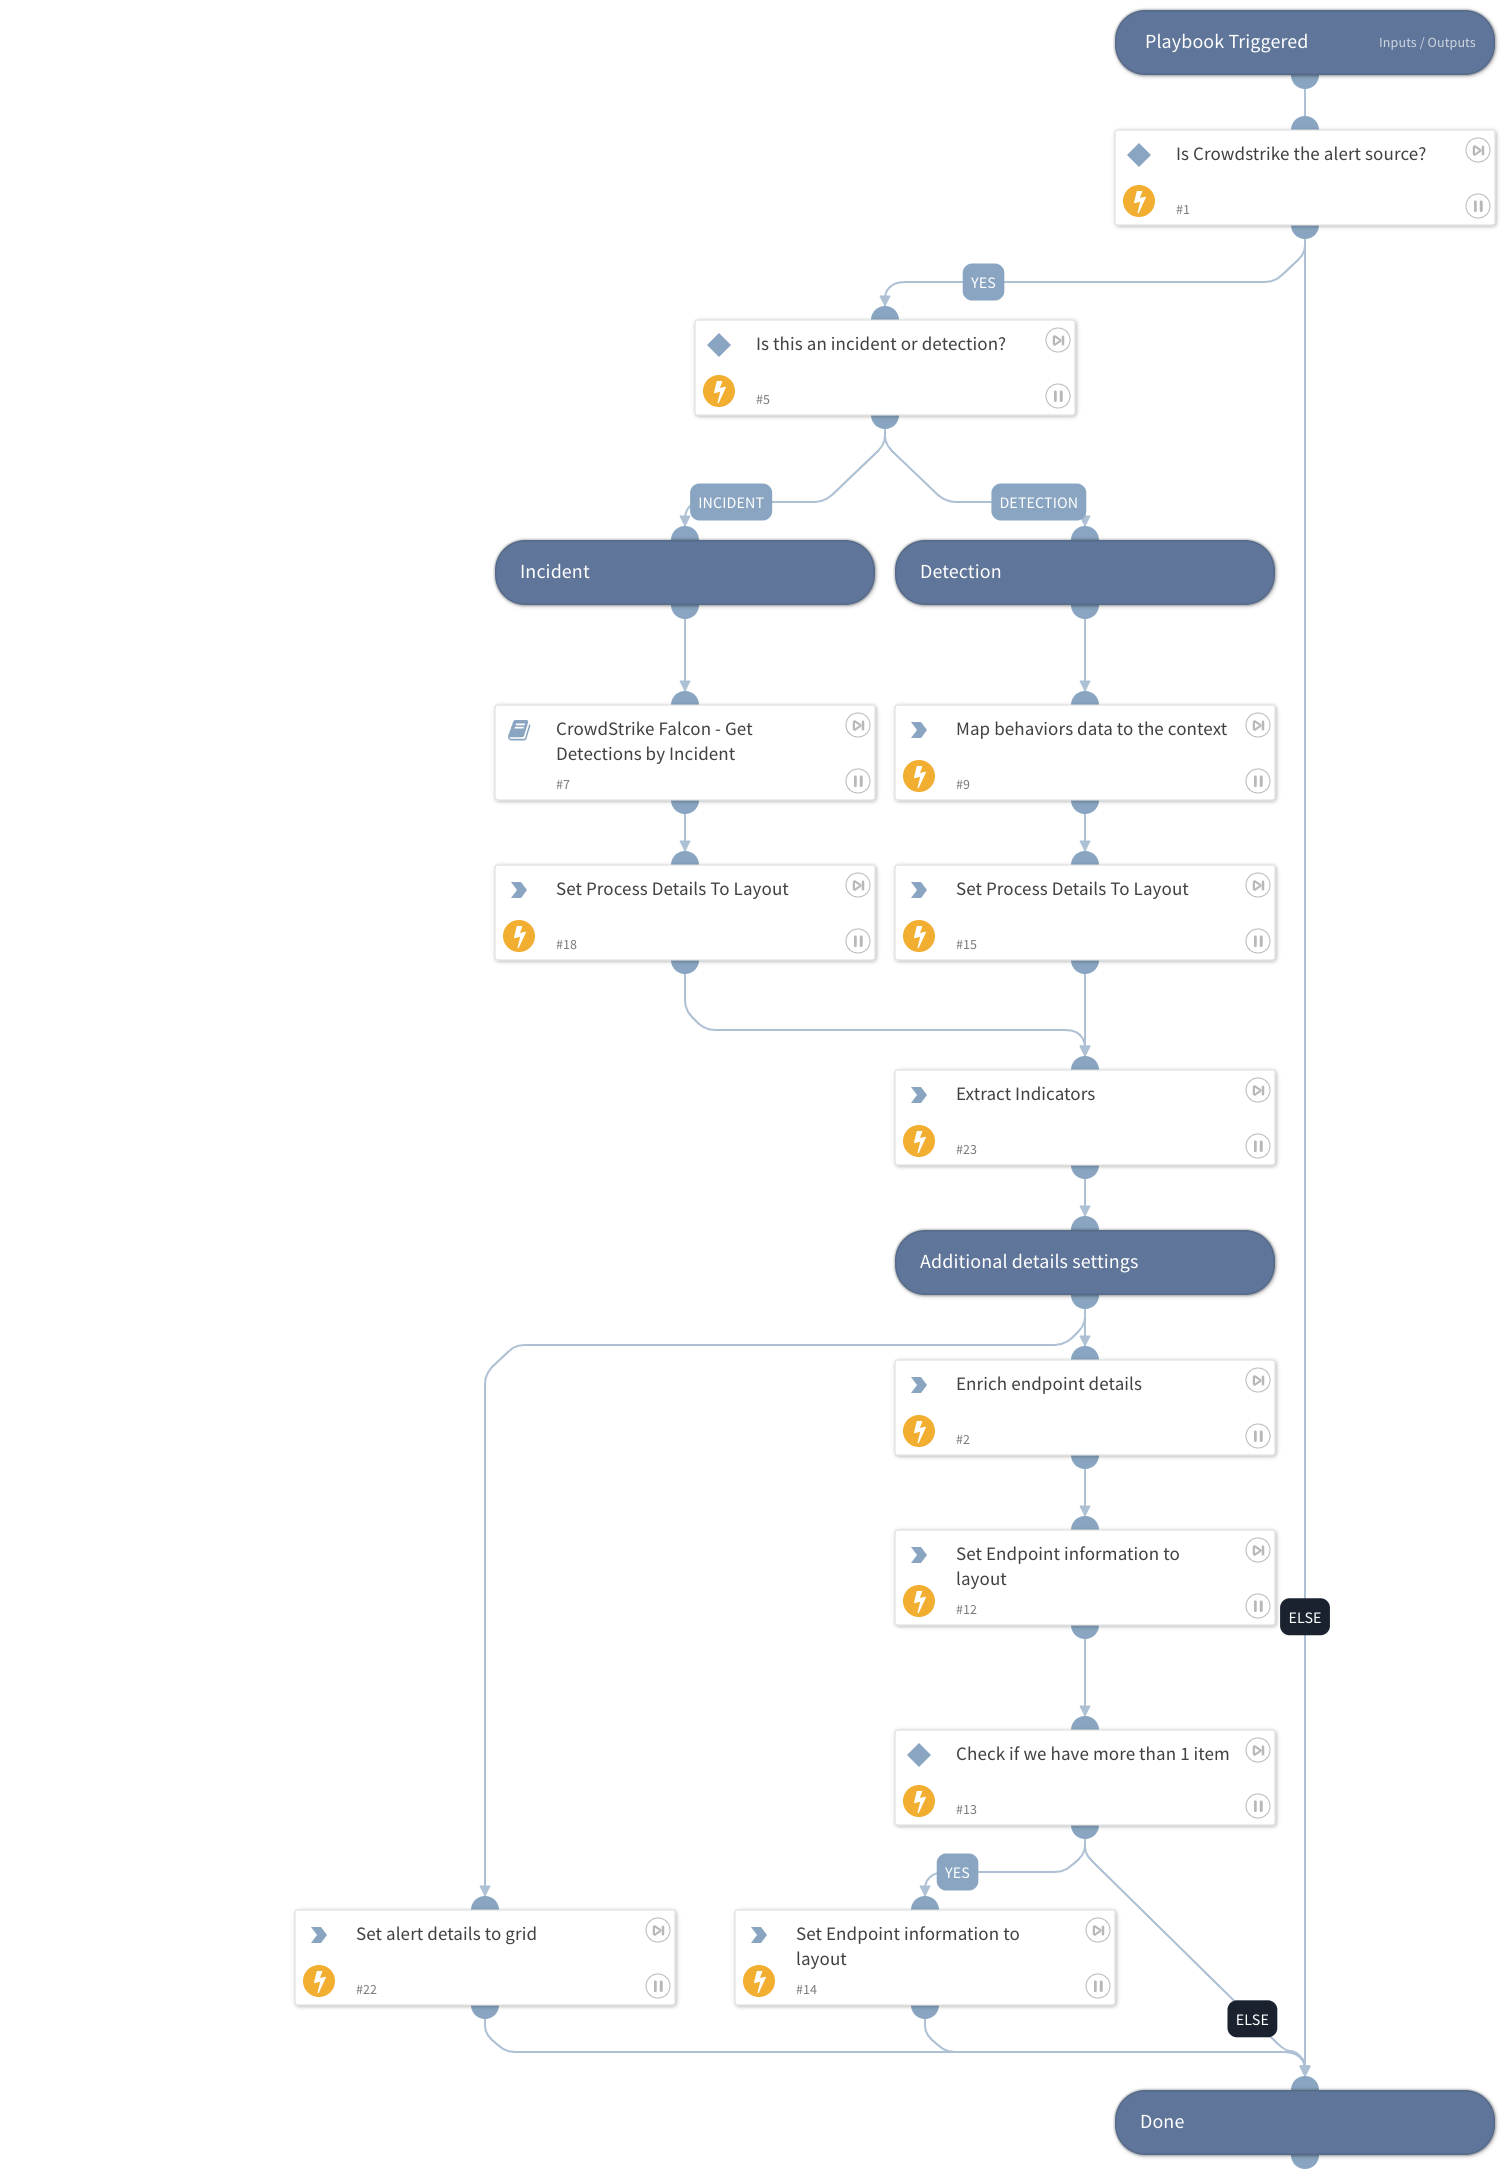 Playbook Triggered
Inputs / Outputs
Is Crowdstrike the alert source?
#1
YES
Is this an incident or detection?
#5
INCIDENT
DETECTION
Incident
Detection
CrowdStrike Falcon - Get
Detections by Incident
#7
Map behaviors data to the context
#9
Set Process Details To Layout
#18
Set Process Details To Layout
#15
Extract Indicators
#23
Additional details settings
Enrich endpoint details
#2
Set Endpoint information to
layout
#12
ELSE
Check if we have more than 1 item
#13
YES
Set alert details to grid
#22
Set Endpoint information to
layout
#14
ELSE
Done